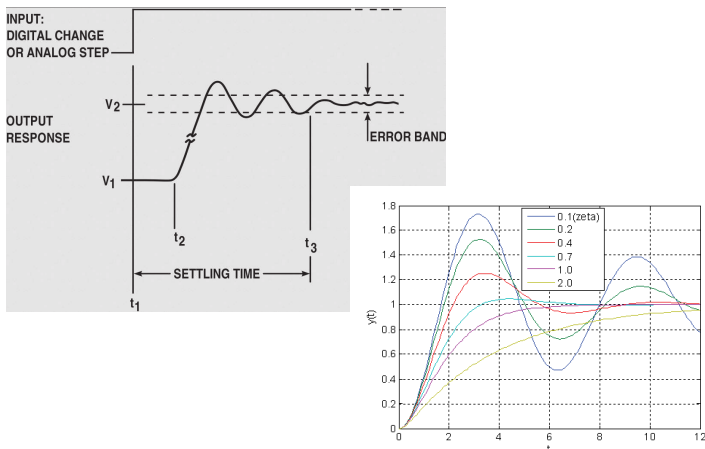 INPUT:
DIGITAL CHANGE
OR ANALOG STEP
V2
OUTPUT
RESPONSE
ERROR BAND
V1
t2
t3
SETTLING TIME
t1
1.8
1.6
1.4
1.2
1
0.8
0.6
0.4
0.2
0
y(t)
0.1(zeta)
0.2
0.4
0.7
1.0
2.0
0 2 4 6 8 10 12